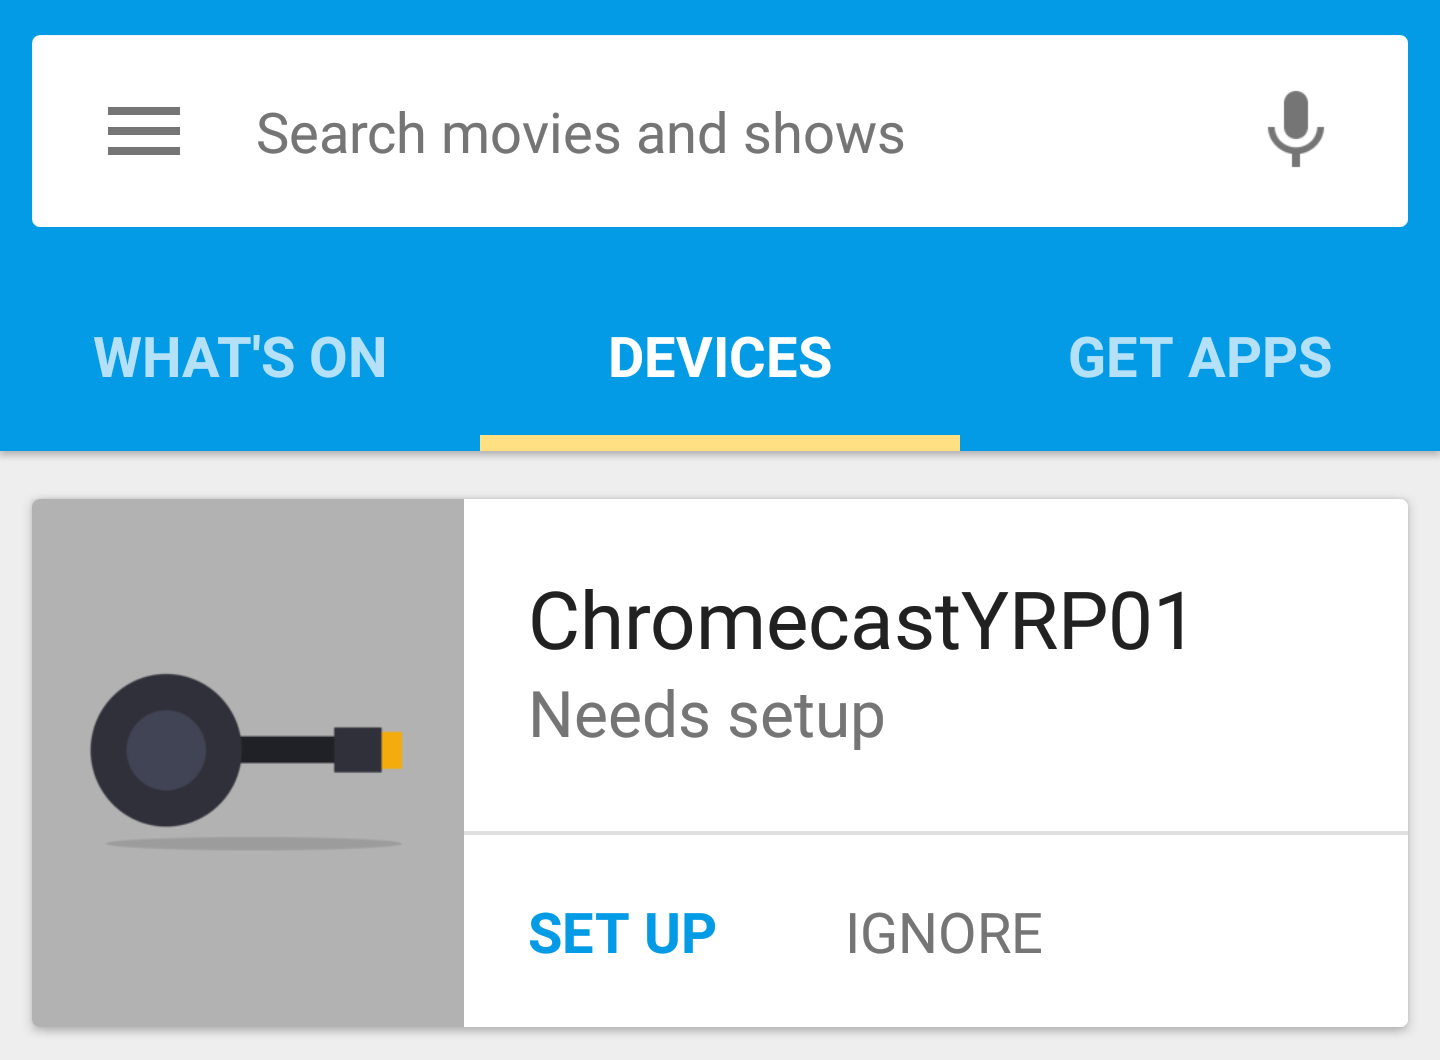 Search movies and shows
WHAT'S ON DEVICES GET APPS
ChromecastYRP01
Needs setup
SET UP IGNORE